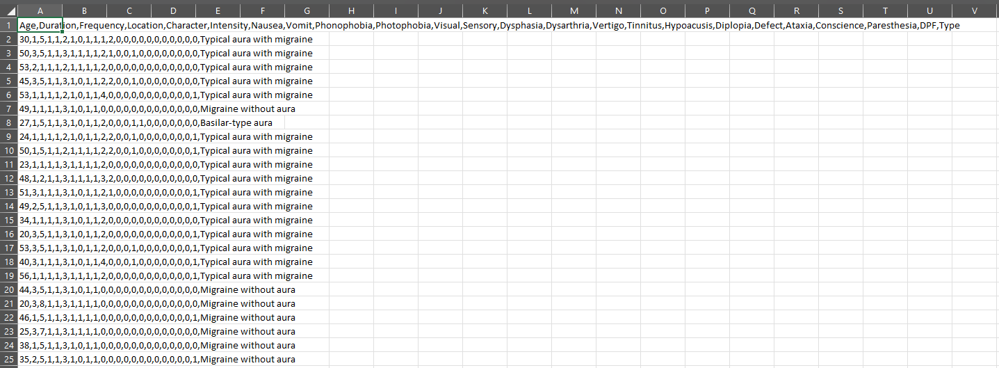 A B C D E F G H I J K L M N O P Q R S T U V
1 Age,Duration,Frequency,Location,Character,Intensity,Nausea,Vomit,Phonophobia,Photophobia,Visual,Sensory,Dysphasia,Dysarthria,Vertigo,Tinnitus,Hypoacusis,Diplopia,Defect,Ataxia,Conscience,Paresthesia,DPF,Type
2 30,1,5,1,1,2,1,0,1,1,1,2,0,0,0,0,0,0,0,0,0,0,0,Typical aura with migraine
3 50,3,5,1,1,3,1,1,1,1,2,1,0,0,1,0,0,0,0,0,0,0,0,Typical aura with migraine
4 53,2,1,1,1,2,1,1,1,1,2,0,0,0,0,0,0,0,0,0,0,0,0,Typical aura with migraine
5 45,3,5,1,1,3,1,0,1,1,2,2,0,0,1,0,0,0,0,0,0,0,0,Typical aura with migraine
6 53,1,1,1,1,2,1,0,1,1,4,0,0,0,0,0,0,0,0,0,0,0,1,Typical aura with migraine
7 49,1,1,1,1,3,1,0,1,1,0,0,0,0,0,0,0,0,0,0,0,0,0,Migraine without aura
8 27,1,5,1,1,3,1,0,1,1,2,0,0,0,1,1,0,0,0,0,0,0,0,Basilar-type aura
9 24,1,1,1,1,2,1,0,1,1,2,2,0,0,1,0,0,0,0,0,0,0,1,Typical aura with migraine
10 50,1,5,1,1,2,1,1,1,1,2,2,0,0,1,0,0,0,0,0,0,0,1,Typical aura with migraine
11 23,1,1,1,1,3,1,1,1,1,2,0,0,0,0,0,0,0,0,0,0,0,0,Typical aura with migraine
12 48,1,2,1,1,3,1,1,1,1,3,2,0,0,0,0,0,0,0,0,0,0,0,Typical aura with migraine
13 51,3,1,1,1,3,1,0,1,1,2,1,0,0,0,0,0,0,0,0,0,0,1,Typical aura with migraine
14 49,2,5,1,1,3,1,0,1,1,3,0,0,0,0,0,0,0,0,0,0,0,1,Typical aura with migraine
15 34,1,1,1,1,3,1,0,1,1,2,0,0,0,0,0,0,0,0,0,0,0,0,Typical aura with migraine
16 20,3,5,1,1,3,1,0,1,1,2,0,0,0,0,0,0,0,0,0,0,0,1,Typical aura with migraine
17 53,3,5,1,1,3,1,0,1,1,2,0,0,0,1,0,0,0,0,0,0,0,1,Typical aura with migraine
18 40,3,1,1,1,3,1,0,1,1,4,0,0,0,1,0,0,0,0,0,0,0,1,Typical aura with migraine
19 56,1,1,1,1,3,1,1,1,1,2,0,0,0,0,0,0,0,0,0,0,0,1,Typical aura with migraine
20 44,3,5,1,1,3,1,0,1,1,0,0,0,0,0,0,0,0,0,0,0,0,0,Migraine without aura
21 20,3,8,1,1,3,1,1,1,1,0,0,0,0,0,0,0,0,0,0,0,0,0,Migraine without aura
22 46,1,5,1,1,3,1,1,1,1,0,0,0,0,0,0,0,0,0,0,0,0,1,Migraine without aura
23 25,3,7,1,1,3,1,1,1,1,0,0,0,0,0,0,0,0,0,0,0,0,0,Migraine without aura
24 38,1,5,1,1,3,1,0,1,1,0,0,0,0,0,0,0,0,0,0,0,0,0,Migraine without aura
25 35,2,5,1,1,3,1,0,1,1,0,0,0,0,0,0,0,0,0,0,0,0,1,Migraine without aura